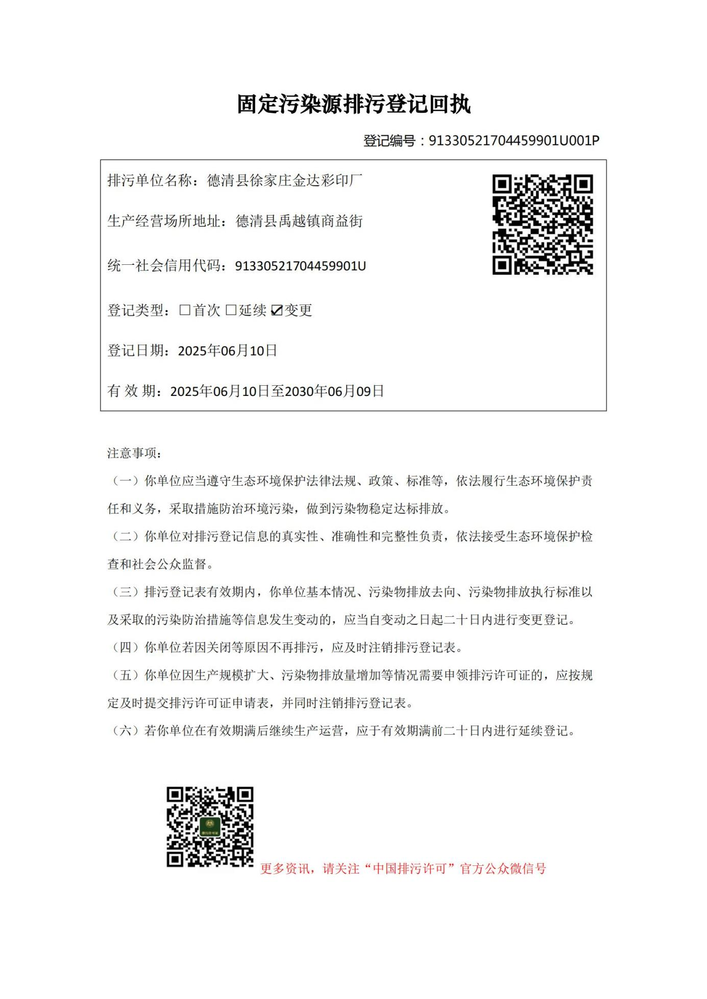 固定污染源排污登记回执
登记编号：91330521704459901U001P
排污单位名称：德清县徐家庄金达彩印厂
生产经营场所地址：德清县禹越镇商益街
统一社会信用代码：91330521704459901U
登记类型：☐首次 ☐延续 ☑变更
登记日期：2025年06月10日
有 效 期：2025年06月10日至2030年06月09日
注意事项：
（一）你单位应当遵守生态环境保护法律法规、政策、标准等，依法履行生态环境保护责
任和义务，采取措施防治环境污染，做到污染物稳定达标排放。
（二）你单位对排污登记信息的真实性、准确性和完整性负责，依法接受生态环境保护检
查和社会公众监督。
（三）排污登记表有效期内，你单位基本情况、污染物排放去向、污染物排放执行标准以
及采取的污染防治措施等信息发生变动的，应当自变动之日起二十日内进行变更登记。
（四）你单位若因关闭等原因不再排污，应及时注销排污登记表。
（五）你单位因生产规模扩大、污染物排放量增加等情况需要申领排污许可证的，应按规
定及时提交排污许可证申请表，并同时注销排污登记表。
（六）若你单位在有效期满后继续生产运营，应于有效期满前二十日内进行延续登记。
排污许可证
更多资讯，请关注“中国排污许可”官方公众微信号